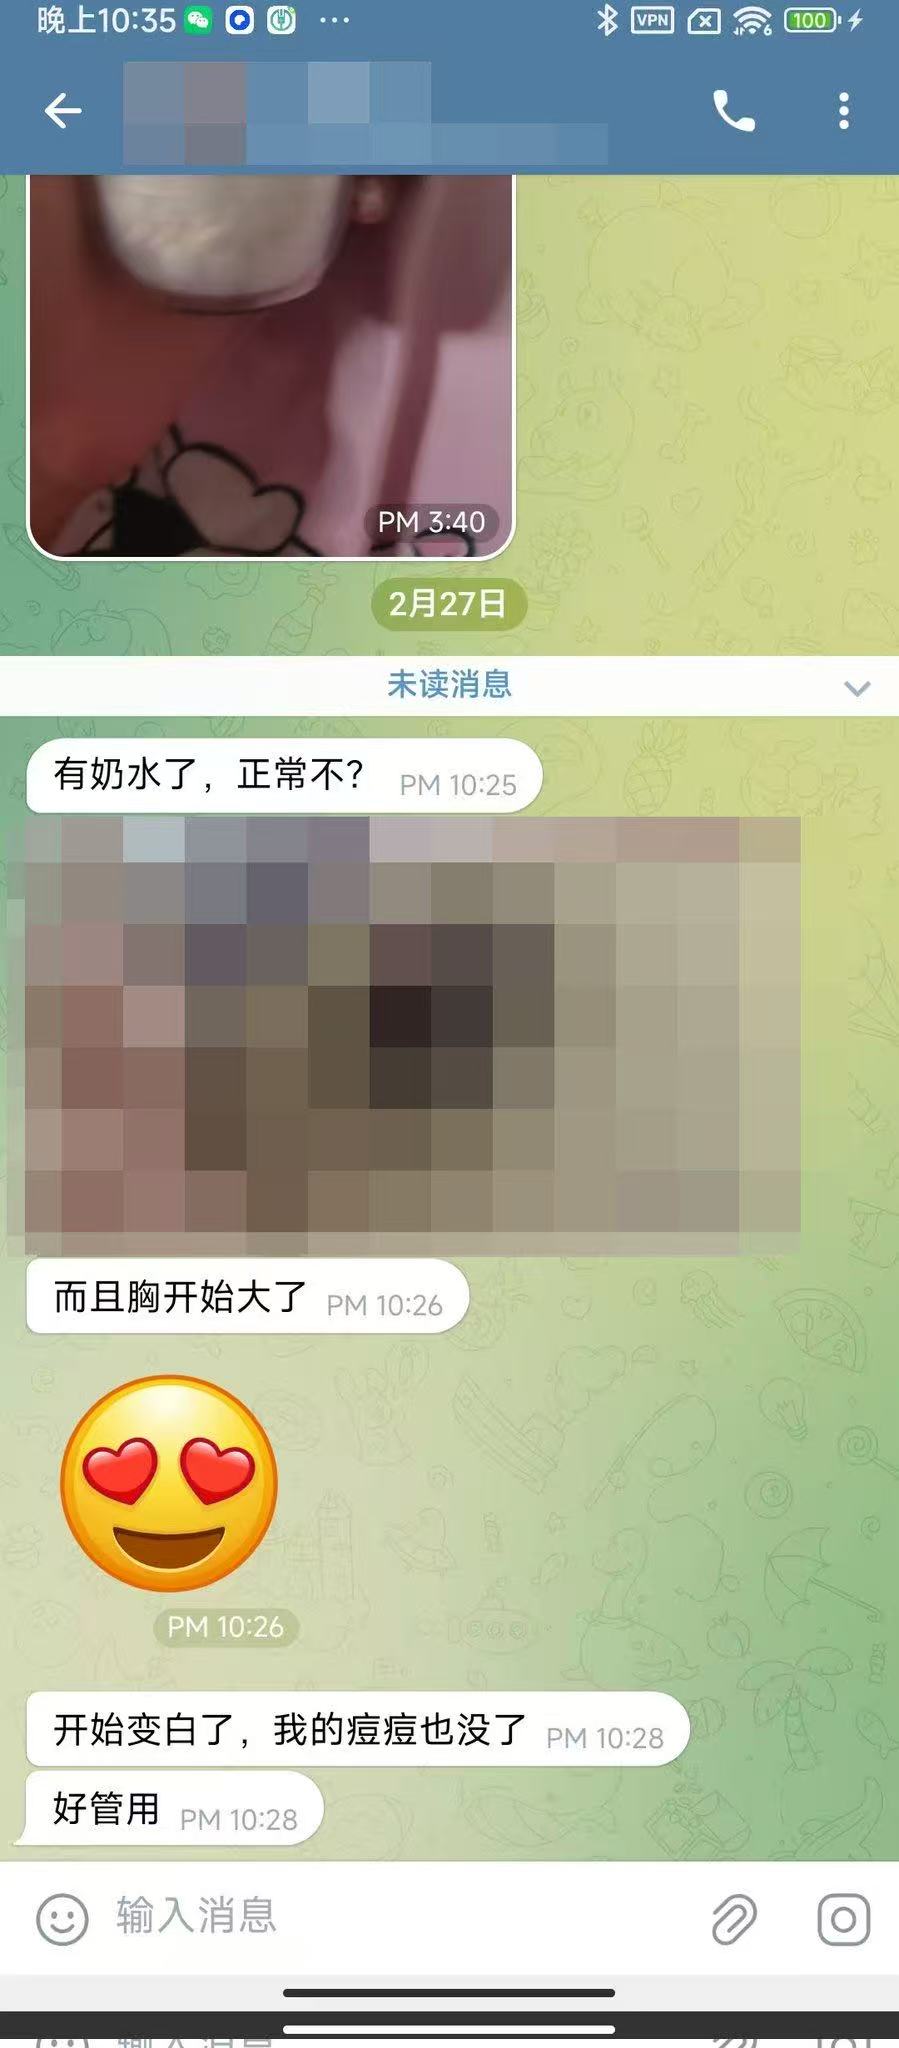 晚上10:35
VPN
6
100
PM 3:40
2月27日
未读消息
有奶水了，正常不？ PM 10:25
而且胸开始大了 PM 10:26
PM 10:26
开始变白了，我的痘痘也没了 PM 10:28
好管用 PM 10:28
输入消息